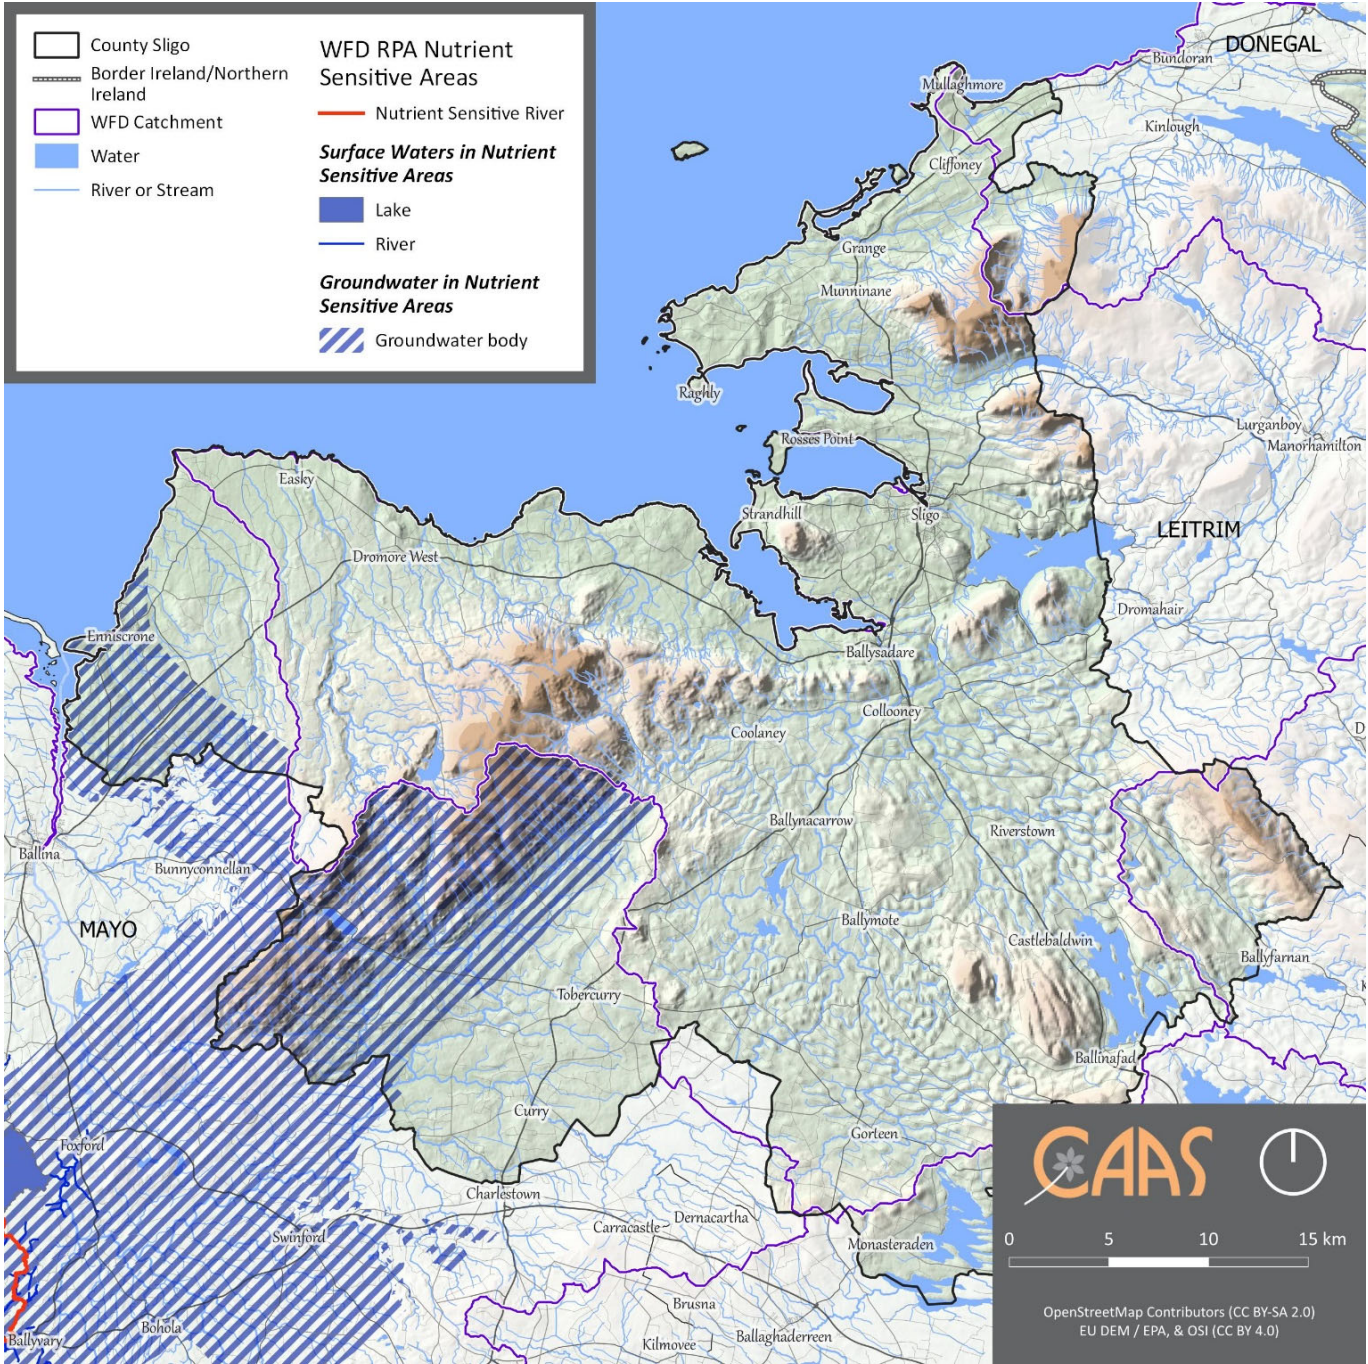 County Sligo
Border Ireland/Northern
Ireland
WFD Catchment
Water
River or Stream
WFD RPA Nutrient
Sensitive Areas
Nutrient Sensitive River
Surface Waters in Nutrient
Sensitive Areas
Lake
River
Groundwater in Nutrient
Sensitive Areas
Groundwater body
DONEGAL
Bundoran
Mullaghmore
Kinlough
Cliffoney
Grange
Munninane
Raghly
Lurganboy
Rosses Point
Manorhamilton
Easky
Strandhill
Sligo
LEITRIM
Dromore West
Dromahair
Enniscrone
Ballysadare
Collooney
Coolaney
D
Ballynacarrow
Riverstown
Ballina
Bunnyconnellan
MAYO
Ballymote
Castlebaldwin
Ballyfarnan
K
Tobercurry
Ballinafad
Curry
Gorteen
Foxford
Charlestown
Dernacartha
Carracastle
Swinford
Monasteraden
Brusna
Bohola
Ballyvary
Kilmovee
Ballaghaderreen
CAAS
0 5 10 15 km
OpenStreetMap Contributors (CC BY-SA 2.0)
EU DEM / EPA, & OSI (CC BY 4.0)